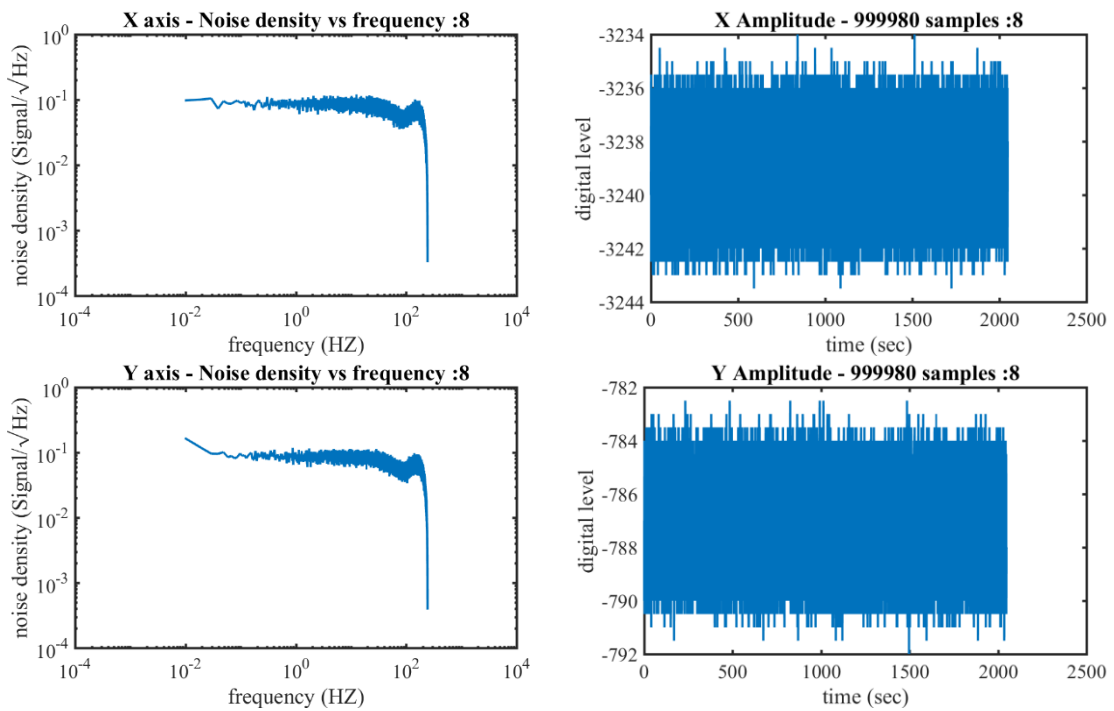 X axis - Noise density vs frequency :8
noise density (Signal/√Hz)
10^0
10^-1
10^-2
10^-3
10^-4
10^-4 10^-2 10^0 10^2 10^4
frequency (HZ)
X Amplitude - 999980 samples :8
digital level
-3234
-3236
-3238
-3240
-3242
-3244
0 500 1000 1500 2000 2500
time (sec)
Y axis - Noise density vs frequency :8
noise density (Signal/√Hz)
10^0
10^-1
10^-2
10^-3
10^-4
10^-4 10^-2 10^0 10^2 10^4
frequency (HZ)
Y Amplitude - 999980 samples :8
digital level
-782
-784
-786
-788
-790
-792
0 500 1000 1500 2000 2500
time (sec)